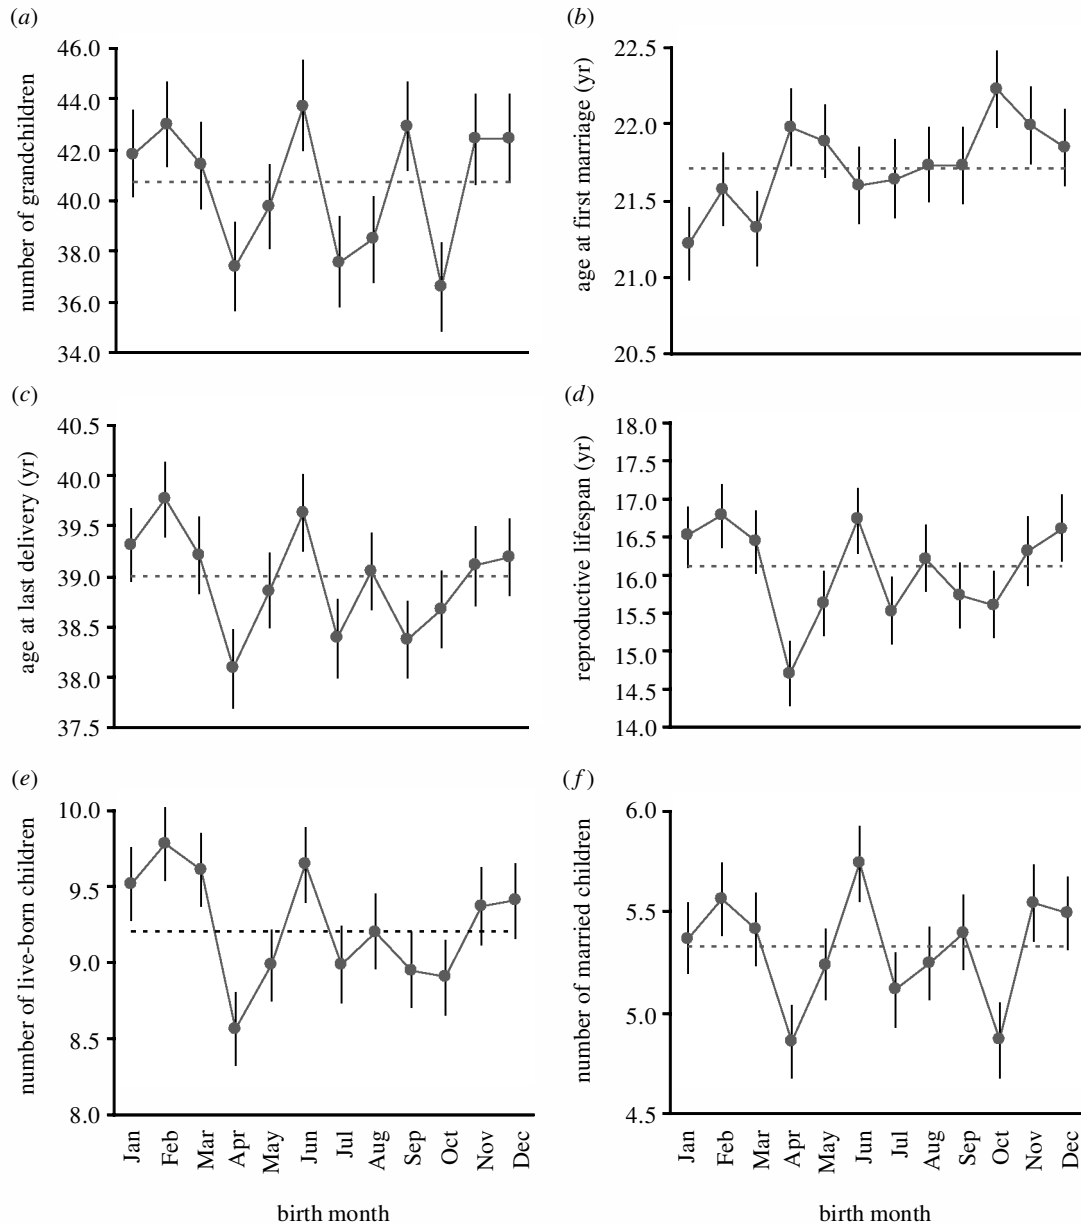 (a)
number of grandchildren
46.0
44.0
42.0
40.0
38.0
36.0
34.0
(b)
age at first marriage (yr)
22.5
22.0
21.5
21.0
20.5
(c)
age at last delivery (yr)
40.5
40.0
39.5
39.0
38.5
38.0
37.5
(d)
reproductive lifespan (yr)
18.0
17.5
17.0
16.5
16.0
15.5
15.0
14.5
14.0
(e)
number of live-born children
10.0
9.5
9.0
8.5
8.0
Jan
Feb
Mar
Apr
May
Jun
Jul
Aug
Sep
Oct
Nov
Dec
birth month
(f)
number of married children
6.0
5.5
5.0
4.5
Jan
Feb
Mar
Apr
May
Jun
Jul
Aug
Sep
Oct
Nov
Dec
birth month